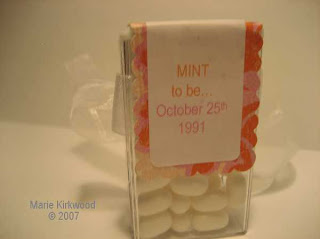 MINT
to be...
October 25th
1991
Marie Kirkwood
© 2007